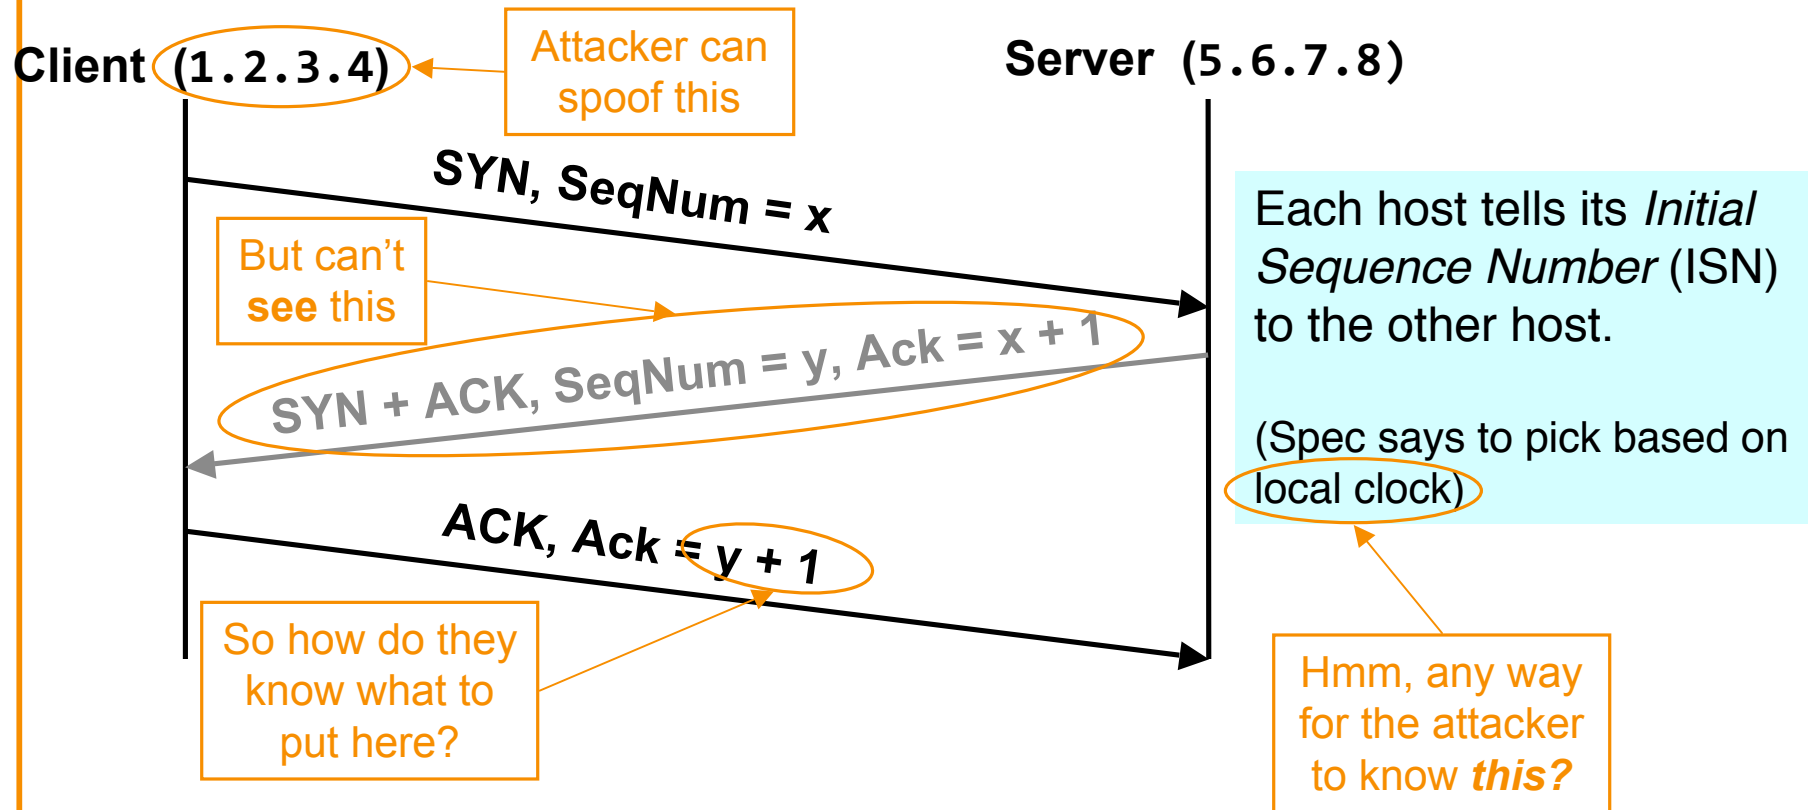 Client (1.2.3.4)
Attacker can
spoof this
Server (5.6.7.8)
SYN, SeqNum = x
But can't
see this
SYN + ACK, SeqNum = y, Ack = x + 1
Each host tells its Initial
Sequence Number (ISN)
to the other host.
(Spec says to pick based on
local clock)
ACK, Ack = y + 1
So how do they
know what to
put here?
Hmm, any way
for the attacker
to know this?